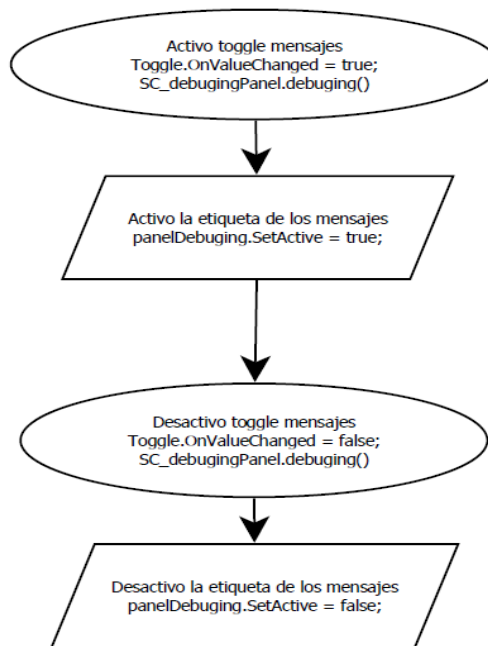 Activo toggle mensajes
Toggle.OnValueChanged = true;
SC_debugingPanel.debuging()
Activo la etiqueta de los mensajes
panelDebuging.SetActive = true;
Desactivo toggle mensajes
Toggle.OnValueChanged = false;
SC_debugingPanel.debuging()
Desactivo la etiqueta de los mensajes
panelDebuging.SetActive = false;